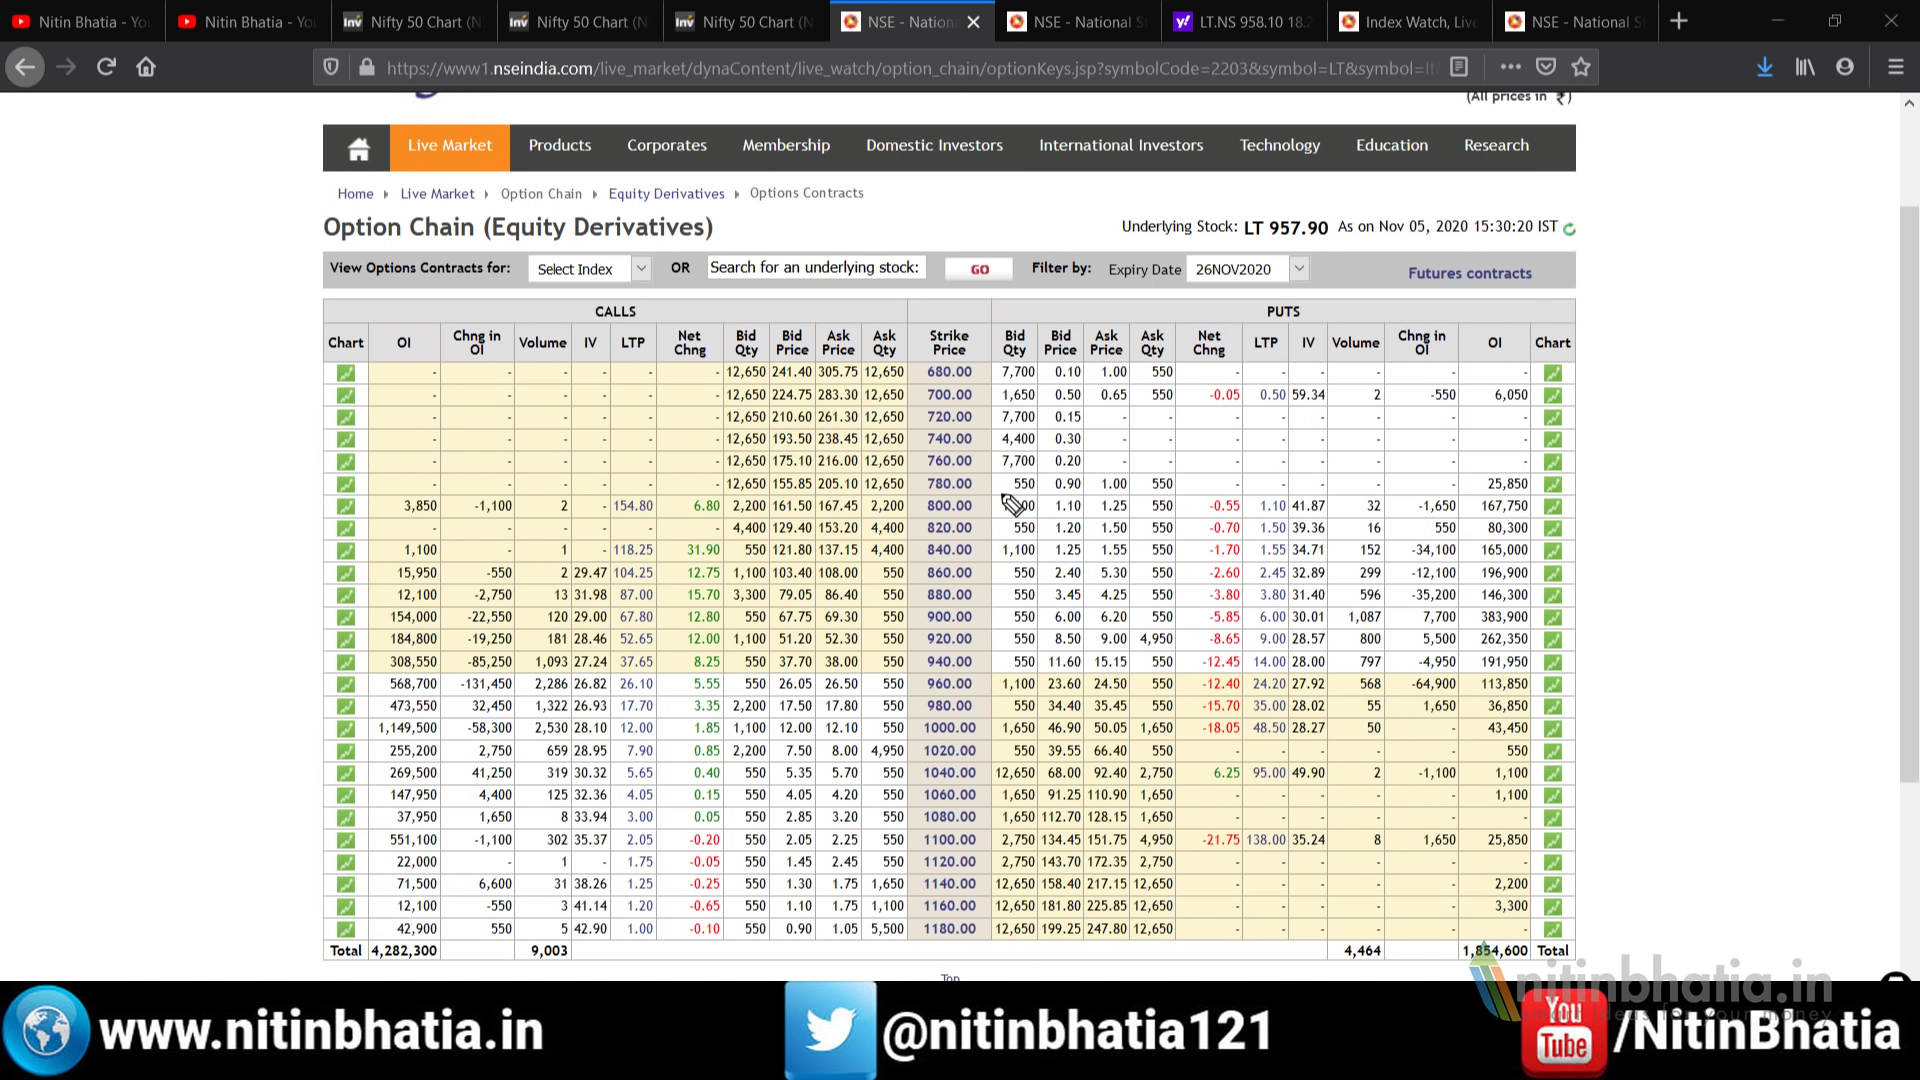 Nitin Bhatia - You
Nitin Bhatia - You
Nifty 50 Chart (N
Nifty 50 Chart (N
Nifty 50 Chart (N
NSE - Nationa
NSE - National S
LT.NS 958.10 18.2
Index Watch, Live
NSE - National S
https://www1.nseindia.com/live_market/dynaContent/live_watch/option_chain/optionKeys.jsp?symbolCode=2203&symbol=LT&symbol=lt
(All prices in ₹)
Live Market Products Corporates Membership Domestic Investors International Investors Technology Education Research
Home Live Market Option Chain Equity Derivatives Options Contracts
Option Chain (Equity Derivatives) Underlying Stock: LT 957.90 As on Nov 05, 2020 15:30:20 IST
View Options Contracts for: Select Index OR Search for an underlying stock: GO Filter by: Expiry Date 26NOV2020 Futures contracts
CALLS PUTS
Chart OI Chng in OI Volume IV LTP Net Chng Bid Qty Bid Price Ask Price Ask Qty Strike Price Bid Qty Bid Price Ask Price Ask Qty Net Chng LTP IV Volume Chng in OI OI Chart
- - - - - - 12,650 241.40 305.75 12,650 680.00 7,700 0.10 1.00 550 - - - - - -
- - - - - - 12,650 224.75 283.30 12,650 700.00 1,650 0.50 0.65 550 -0.05 0.50 59.34 2 -550 6,050
- - - - - - 12,650 210.60 261.30 12,650 720.00 7,700 0.15 - - - - - - - -
- - - - - - 12,650 193.50 238.45 12,650 740.00 4,400 0.30 - - - - - - - -
- - - - - - 12,650 175.10 216.00 12,650 760.00 7,700 0.20 - - - - - - - -
- - - - - - 12,650 155.85 205.10 12,650 780.00 550 0.90 1.00 550 - - - - - 25,850
3,850 -1,100 2 - 154.80 6.80 2,200 161.50 167.45 2,200 800.00 1.10 1.25 550 -0.55 1.10 41.87 32 -1,650 167,750
- - - - - - 4,400 129.40 153.20 4,400 820.00 550 1.20 1.50 550 -0.70 1.50 39.36 16 550 80,300
1,100 - 1 - 118.25 31.90 550 121.80 137.15 4,400 840.00 1,100 1.25 1.55 550 -1.70 1.55 34.71 152 -34,100 165,000
15,950 -550 2 29.47 104.25 12.75 1,100 103.40 108.00 550 860.00 550 2.40 5.30 550 -2.60 2.45 32.89 299 -12,100 196,900
12,100 -2,750 13 31.98 87.00 15.70 3,300 79.05 86.40 550 880.00 550 3.45 4.25 550 -3.80 3.80 31.40 596 -35,200 146,300
154,000 -22,550 120 29.00 67.80 12.80 550 67.75 69.30 550 900.00 550 6.00 6.20 550 -5.85 6.00 30.01 1,087 7,700 383,900
184,800 -19,250 181 28.46 52.65 12.00 1,100 51.20 52.30 550 920.00 550 8.50 9.00 4,950 -8.65 9.00 28.57 800 5,500 262,350
308,550 -85,250 1,093 27.24 37.65 8.25 550 37.70 38.00 550 940.00 550 11.60 15.15 550 -12.45 14.00 28.00 797 -4,950 191,950
568,700 -131,450 2,286 26.82 26.10 5.55 550 26.05 26.50 550 960.00 1,100 23.60 24.50 550 -12.40 24.20 27.92 568 -64,900 113,850
473,550 32,450 1,322 26.93 17.70 3.35 2,200 17.50 17.80 550 980.00 550 34.40 35.45 550 -15.70 35.00 28.02 55 1,650 36,850
1,149,500 -58,300 2,530 28.10 12.00 1.85 1,100 12.00 12.10 550 1000.00 1,650 46.90 50.05 1,650 -18.05 48.50 28.27 50 - 43,450
255,200 2,750 659 28.95 7.90 0.85 2,200 7.50 8.00 4,950 1020.00 550 39.55 66.40 550 - - - - - 550
269,500 41,250 319 30.32 5.65 0.40 550 5.35 5.70 550 1040.00 12,650 68.00 92.40 2,750 6.25 95.00 49.90 2 -1,100 1,100
147,950 4,400 125 32.36 4.05 0.15 550 4.05 4.20 550 1060.00 1,650 91.25 110.90 1,650 - - - - - 1,100
37,950 1,650 8 33.94 3.00 0.05 550 2.85 3.20 550 1080.00 1,650 112.70 128.15 1,650 - - - - - -
551,100 -1,100 302 35.37 2.05 -0.20 550 2.05 2.25 550 1100.00 2,750 134.45 151.75 4,950 -21.75 138.00 35.24 8 1,650 25,850
22,000 - 1 - 1.75 -0.05 550 1.45 2.45 550 1120.00 2,750 143.70 172.35 2,750 - - - - - -
71,500 6,600 31 38.26 1.25 -0.25 550 1.30 1.75 1,650 1140.00 12,650 158.40 217.15 12,650 - - - - - 2,200
12,100 -550 3 41.14 1.20 -0.65 550 1.10 1.75 1,100 1160.00 12,650 181.80 225.85 12,650 - - - - - 3,300
42,900 550 5 42.90 1.00 -0.10 550 0.90 1.05 5,500 1180.00 12,650 199.25 247.80 12,650 - - - - - -
Total 4,282,300 9,003 4,464 1,854,600 Total
Top
nitinbhatia.in
smart ideas for your money
www.nitinbhatia.in @nitinbhatia121 You Tube /NitinBhatia